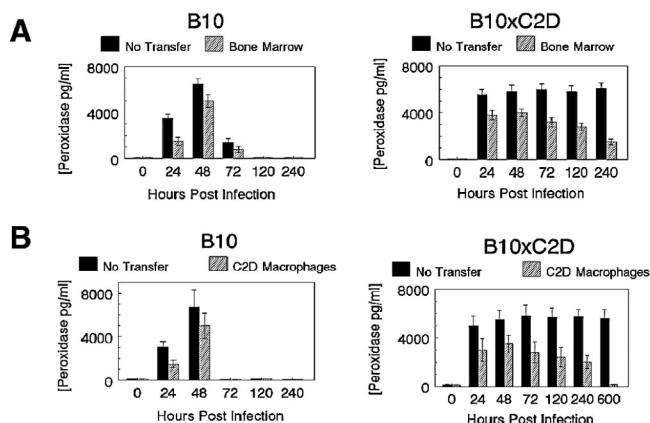 A
B10
No Transfer Bone Marrow
[Peroxidase pg/ml]
8000
4000
0
0 24 48 72 120 240
Hours Post Infection
B10xC2D
No Transfer Bone Marrow
[Peroxidase pg/ml]
8000
4000
0
0 24 48 72 120 240
Hours Post Infection
B
B10
No Transfer C2D Macrophages
[Peroxidase pg/ml]
8000
4000
0
0 24 48 72 120 240
Hours Post Infection
B10xC2D
No Transfer C2D Macrophages
[Peroxidase pg/ml]
8000
4000
0
0 24 48 72 120 240 600
Hours Post Infection